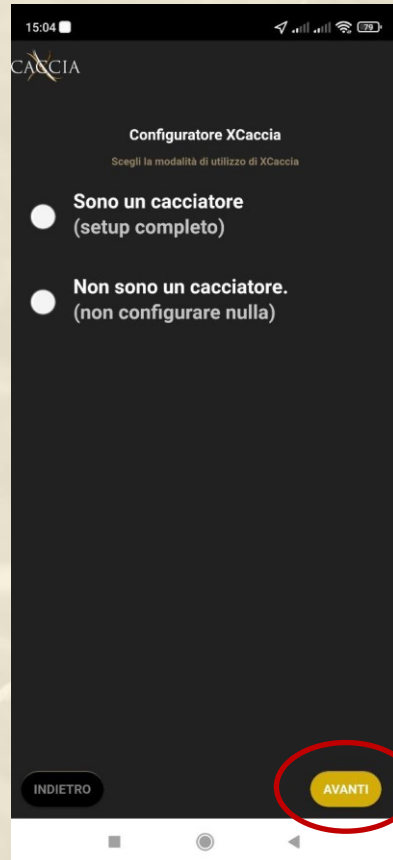 15:04
79
CACCIA
Configuratore XCaccia
Scegli la modalità di utilizzo di XCaccia
Sono un cacciatore
(setup completo)
Non sono un cacciatore.
(non configurare nulla)
INDIETRO
AVANTI